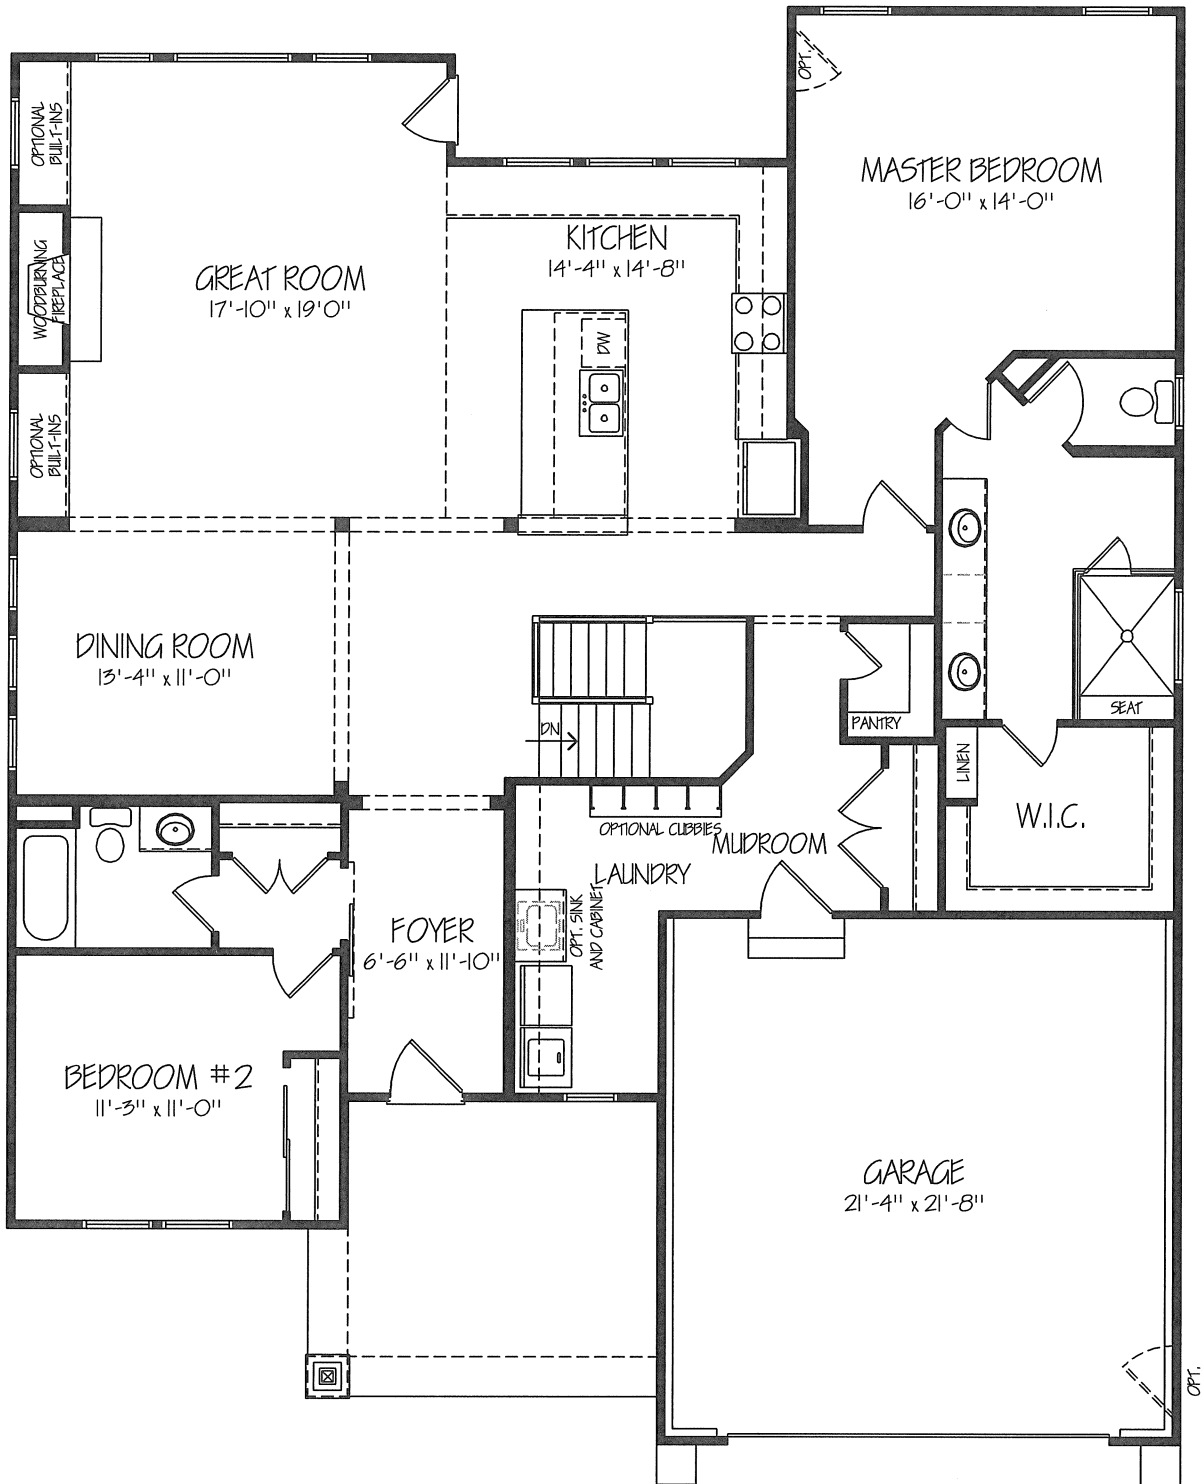 OPT.
OPTIONAL
BUILT-INS
MASTER BEDROOM
16'-0" x 14'-0"
KITCHEN
14'-4" x 14'-8"
WOODBURNING
FIREPLACE
GREAT ROOM
17'-10" x 19'0"
DW
OPTIONAL
BUILT-INS
DINING ROOM
13'-4" x 11'-0"
DN
PANTRY
SEAT
LINEN
W.I.C.
OPTIONAL CUBBIES
MUDROOM
LAUNDRY
OPT. SINK
AND CABINET
FOYER
6'-6" x 11'-10"
BEDROOM #2
11'-3" x 11'-0"
GARAGE
21'-4" x 21'-8"
OPT.